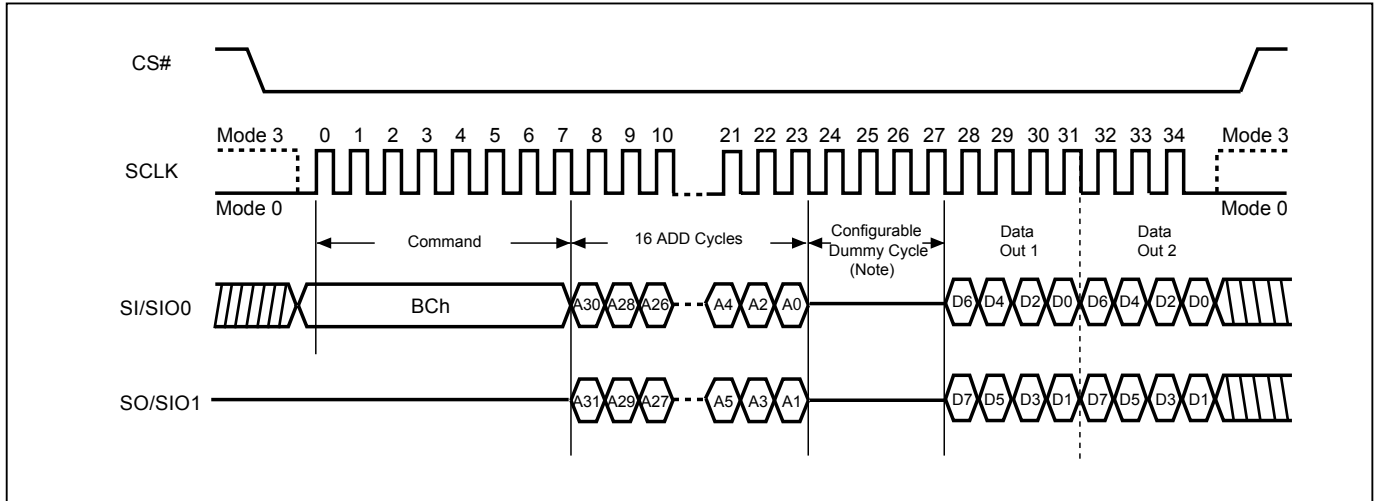 CS#
Mode 3 0 1 2 3 4 5 6 7 8 9 10 21 22 23 24 25 26 27 28 29 30 31 32 33 34 Mode 3
SCLK
Mode 0 Mode 0
Command 16 ADD Cycles Configurable Dummy Cycle (Note) Data Out 1 Data Out 2
SI/SIO0 BCh A30 A28 A26 A4 A2 A0 D6 D4 D2 D0 D6 D4 D2 D0
SO/SIO1 A31 A29 A27 A5 A3 A1 D7 D5 D3 D1 D7 D5 D3 D1